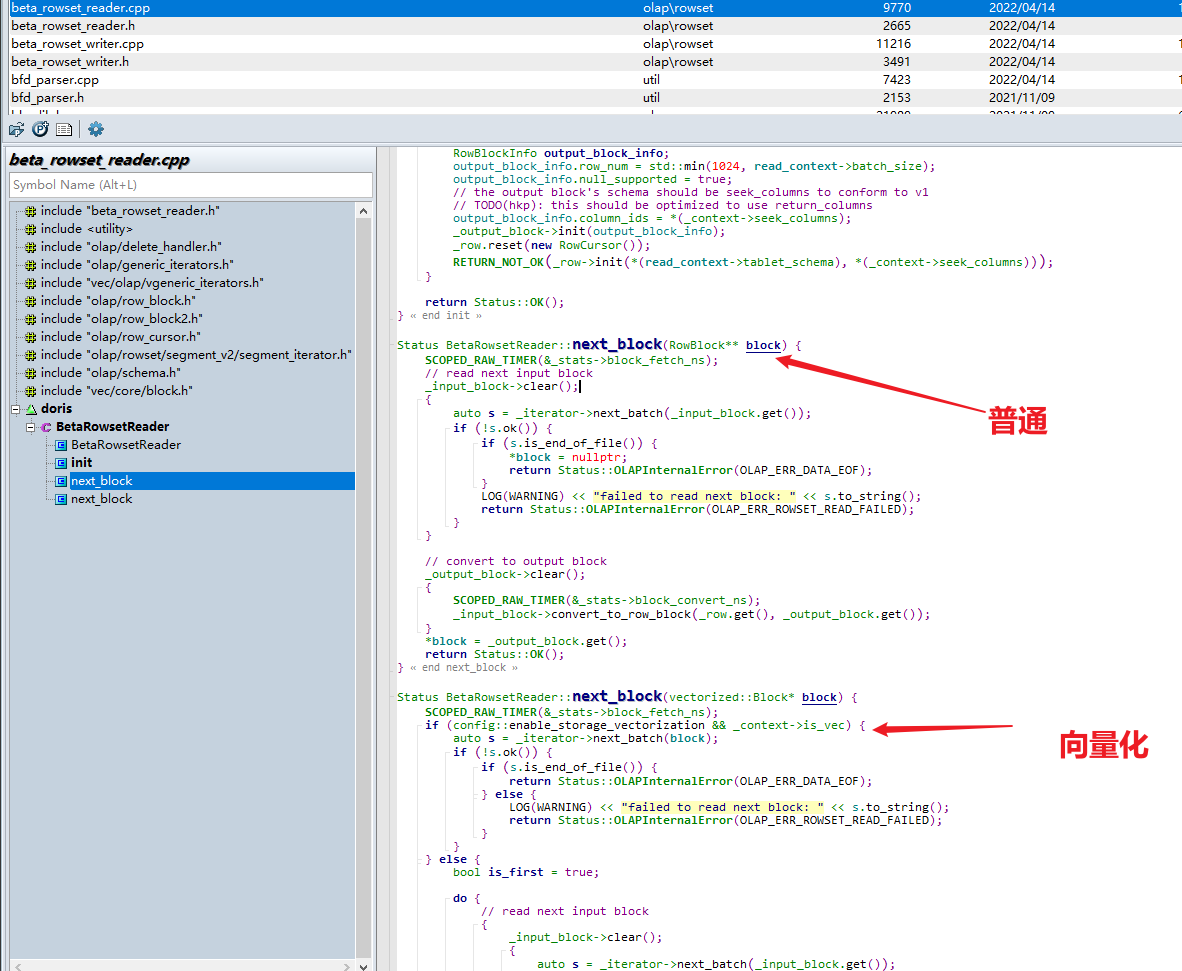 beta_rowset_reader.cpp olap\rowset 9770 2022/04/14
beta_rowset_reader.h olap\rowset 2665 2022/04/14
beta_rowset_writer.cpp olap\rowset 11216 2022/04/14
beta_rowset_writer.h olap\rowset 3491 2022/04/14
bfd_parser.cpp util 7423 2022/04/14
bfd_parser.h util 2153 2021/11/09
beta_rowset_reader.cpp
Symbol Name (Alt+L)
include "beta_rowset_reader.h"
include <utility>
include "olap/delete_handler.h"
include "olap/generic_iterators.h"
include "vec/olap/vgeneric_iterators.h"
include "olap/row_block.h"
include "olap/row_block2.h"
include "olap/row_cursor.h"
include "olap/rowset/segment_v2/segment_iterator.h"
include "olap/schema.h"
include "vec/core/block.h"
doris
BetaRowsetReader
BetaRowsetReader
init
next_block
next_block
RowBlockInfo output_block_info;
output_block_info.row_num = std::min(1024, read_context->batch_size);
output_block_info.null_supported = true;
// the output block's schema should be seek_columns to conform to v1
// TODO(hkp): this should be optimized to use return_columns
output_block_info.column_ids = *(_context->seek_columns);
_output_block->init(output_block_info);
_row.reset(new RowCursor());
RETURN_NOT_OK(_row->init(*(read_context->tablet_schema), *(_context->seek_columns)));
}
return Status::OK();
} « end init »
Status BetaRowsetReader::next_block(RowBlock** block) {
SCOPED_RAW_TIMER(&_stats->block_fetch_ns);
// read next input block
_input_block->clear();
{
auto s = _iterator->next_batch(_input_block.get());
if (!s.ok()) {
if (s.is_end_of_file()) {
*block = nullptr;
return Status::OLAPInternalError(OLAP_ERR_DATA_EOF);
}
LOG(WARNING) << "failed to read next block: " << s.to_string();
return Status::OLAPInternalError(OLAP_ERR_ROWSET_READ_FAILED);
}
}
普通
// convert to output block
_output_block->clear();
{
SCOPED_RAW_TIMER(&_stats->block_convert_ns);
_input_block->convert_to_row_block(_row.get(), _output_block.get());
}
*block = _output_block.get();
return Status::OK();
} « end next_block »
Status BetaRowsetReader::next_block(vectorized::Block* block) {
SCOPED_RAW_TIMER(&_stats->block_fetch_ns);
if (config::enable_storage_vectorization && _context->is_vec) {
auto s = _iterator->next_batch(block);
if (!s.ok()) {
if (s.is_end_of_file()) {
return Status::OLAPInternalError(OLAP_ERR_DATA_EOF);
} else {
LOG(WARNING) << "failed to read next block: " << s.to_string();
return Status::OLAPInternalError(OLAP_ERR_ROWSET_READ_FAILED);
}
}
向量化
} else {
bool is_first = true;
do {
// read next input block
{
_input_block->clear();
{
auto s = _iterator->next_batch(_input_block.get());